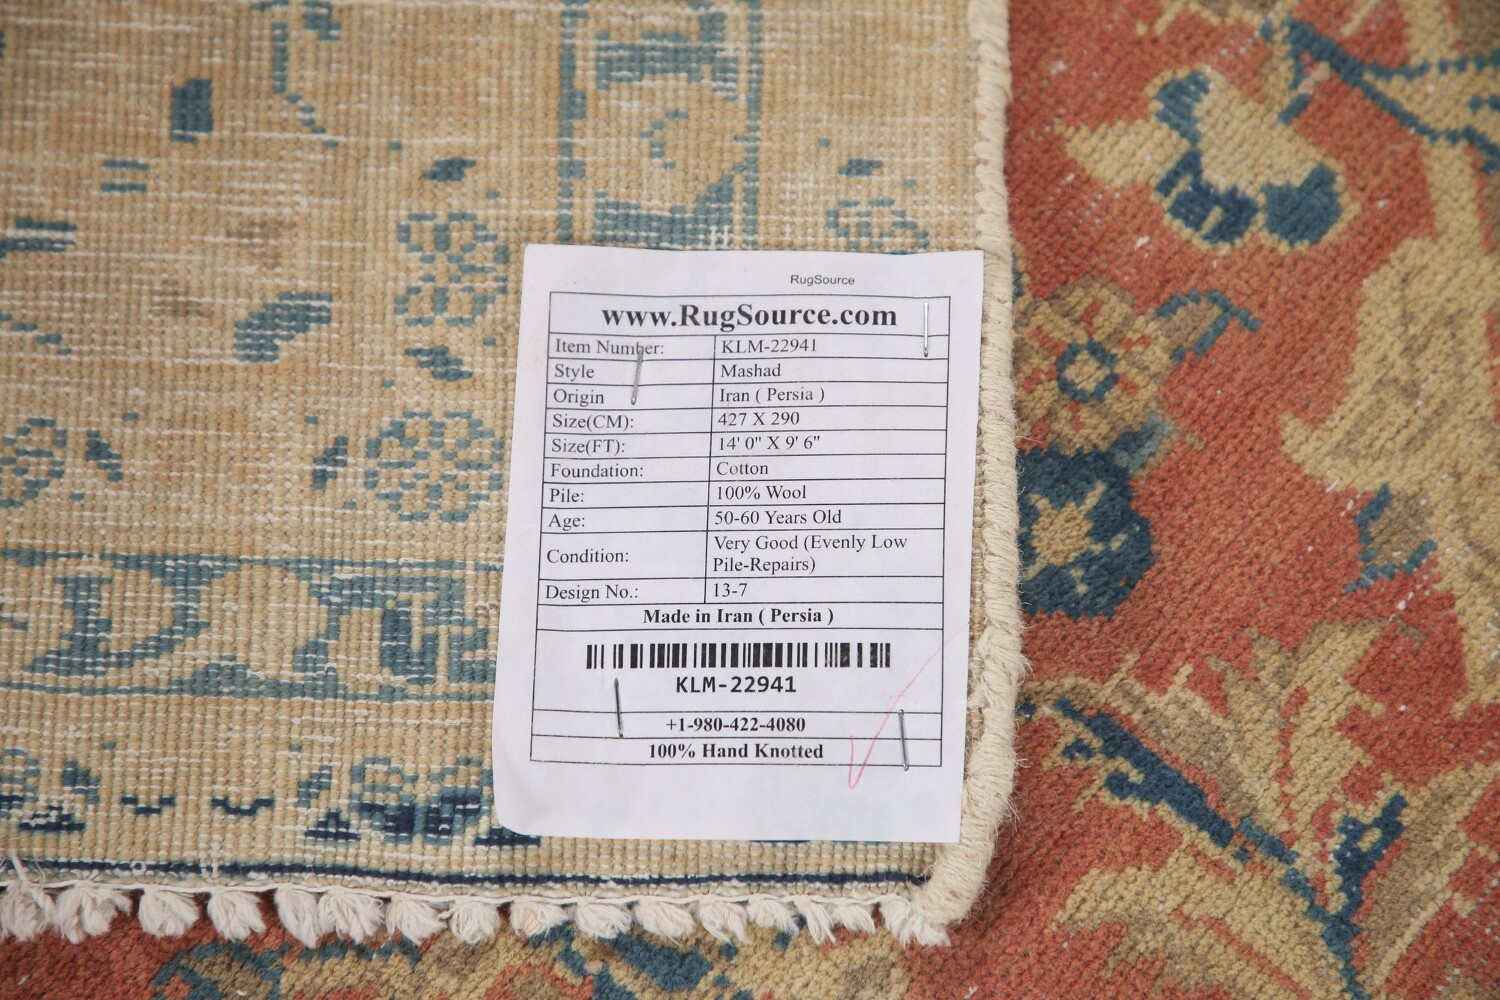 RugSource
www.RugSource.com
Item Number: KLM-22941
Style Mashad
Origin Iran ( Persia )
Size(CM): 427 X 290
Size(FT): 14' 0" X 9' 6"
Foundation: Cotton
Pile: 100% Wool
Age: 50-60 Years Old
Condition: Very Good (Evenly Low
Pile-Repairs)
Design No.: 13-7
Made in Iran ( Persia )
KLM-22941
+1-980-422-4080
100% Hand Knotted